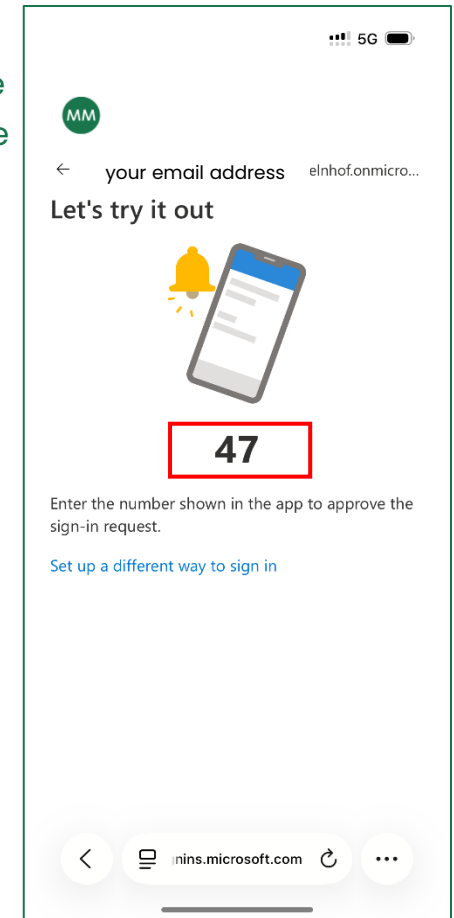 5G
MM
your email address elnhof.onmicro...
Let's try it out
47
Enter the number shown in the app to approve the
sign-in request.
Set up a different way to sign in
nins.microsoft.com